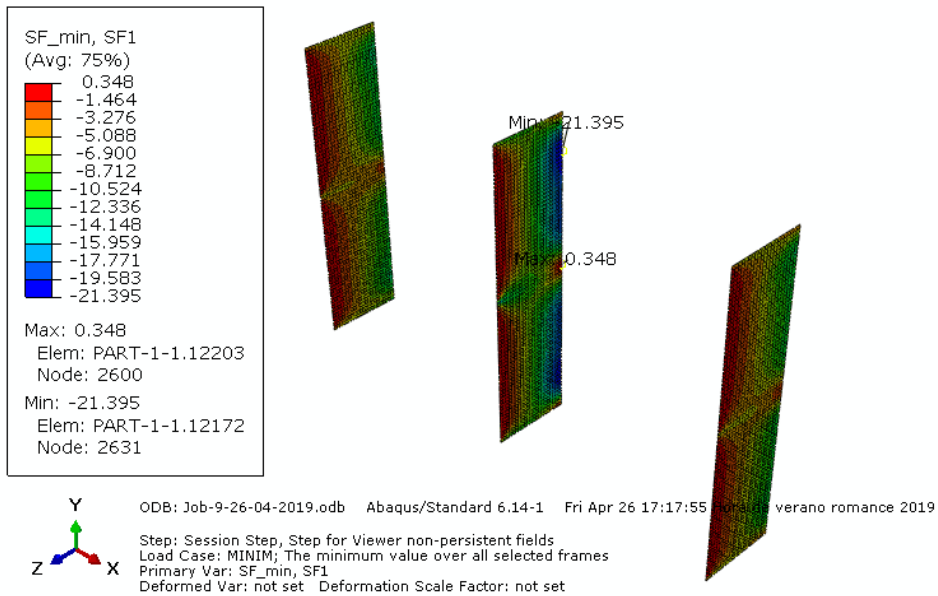 SF_min, SF1
(Avg: 75%)
0.348
-1.464
-3.276
-5.088
-6.900
-8.712
-10.524
-12.336
-14.148
-15.959
-17.771
-19.583
-21.395
Max: 0.348
Elem: PART-1-1.12203
Node: 2600
Min: -21.395
Elem: PART-1-1.12172
Node: 2631
Min: -21.395
Max: 0.348
Y
Z
X
ODB: Job-9-26-04-2019.odb Abaqus/Standard 6.14-1 Fri Apr 26 17:17:55 Hora de verano romance 2019
Step: Session Step, Step for Viewer non-persistent fields
Load Case: MINIM; The minimum value over all selected frames
Primary Var: SF_min, SF1
Deformed Var: not set Deformation Scale Factor: not set